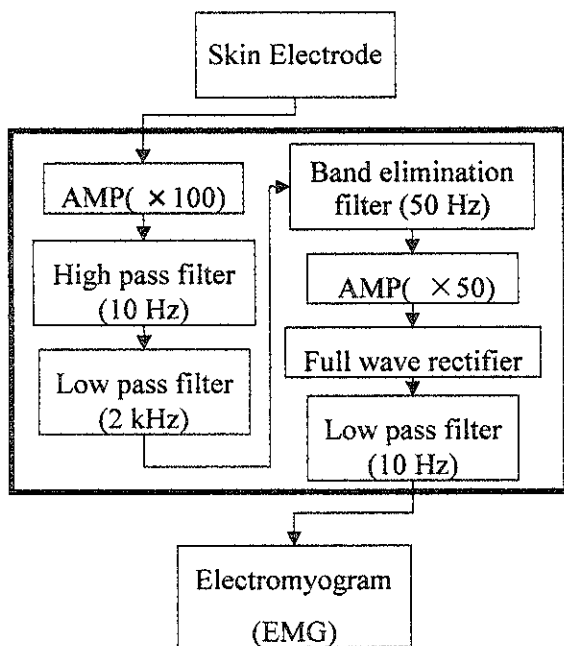 Skin Electrode
AMP( ×100)
High pass filter
(10 Hz)
Low pass filter
(2 kHz)
Band elimination
filter (50 Hz)
AMP( ×50)
Full wave rectifier
Low pass filter
(10 Hz)
Electromyogram
(EMG)